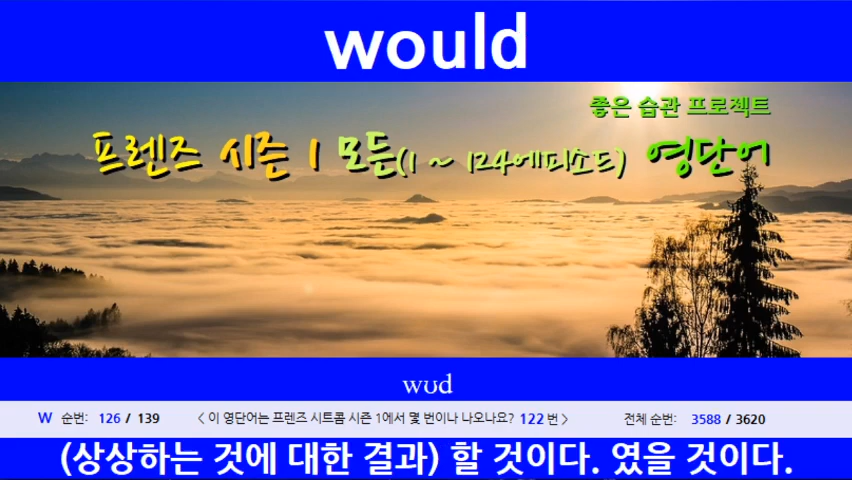 would
좋은 습관 프로젝트
프렌즈 시즌 1 모든(1 ~ 124에피소드) 영단어
wʊd
W 순번: 126 / 139 < 이 영단어는 프렌즈 시트콤 시즌 1에서 몇 번이나 나오나요? 122 번 > 전체 순번: 3588 / 3620
(상상하는 것에 대한 결과) 할 것이다. 였을 것이다.